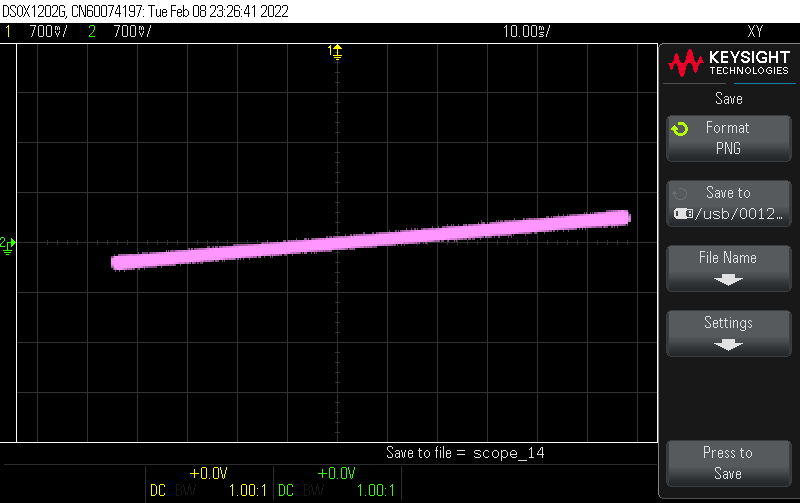 DSOX1202G, CN60074197: Tue Feb 08 23:26:41 2022
1 700mV/ 2 700mV/ 10.00ms/ XY
1
2
KEYSIGHT
TECHNOLOGIES
Save
Format
PNG
Save to
/usb/0012...
File Name
Settings
Save to file = scope_14
Press to
Save
+0.0V +0.0V
DC BW 1.00:1 DC BW 1.00:1